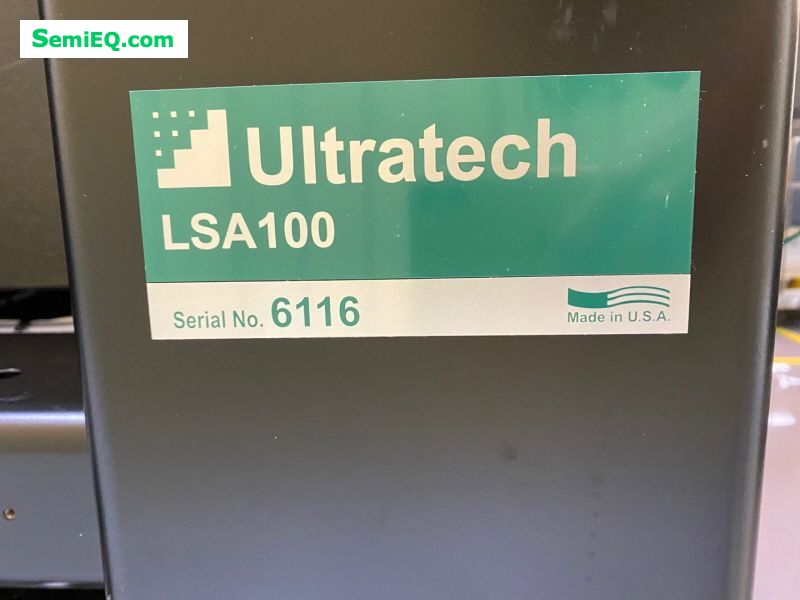 SemiEQ.com
Ultratech
LSA100
Serial No. 6116
Made in U.S.A.